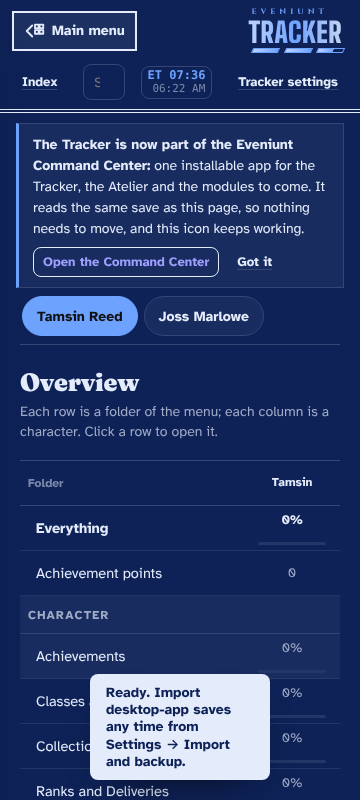 Main menu
EVENIUNT
TRACKER
Index
S
ET 07:36
06:22 AM
Tracker settings
The Tracker is now part of the Eveniunt
Command Center: one installable app for the
Tracker, the Atelier and the modules to come. It
reads the same save as this page, so nothing
needs to move, and this icon keeps working.
Open the Command Center
Got it
Tamsin Reed
Joss Marlowe
Overview
Each row is a folder of the menu; each column is a
character. Click a row to open it.
Folder
Tamsin
Everything
0%
Achievement points
0
CHARACTER
Achievements
0%
Classes
0%
0%
Ranks and Deliveries
0%
Ready. Import
desktop-app saves
any time from
Settings → Import
and backup.